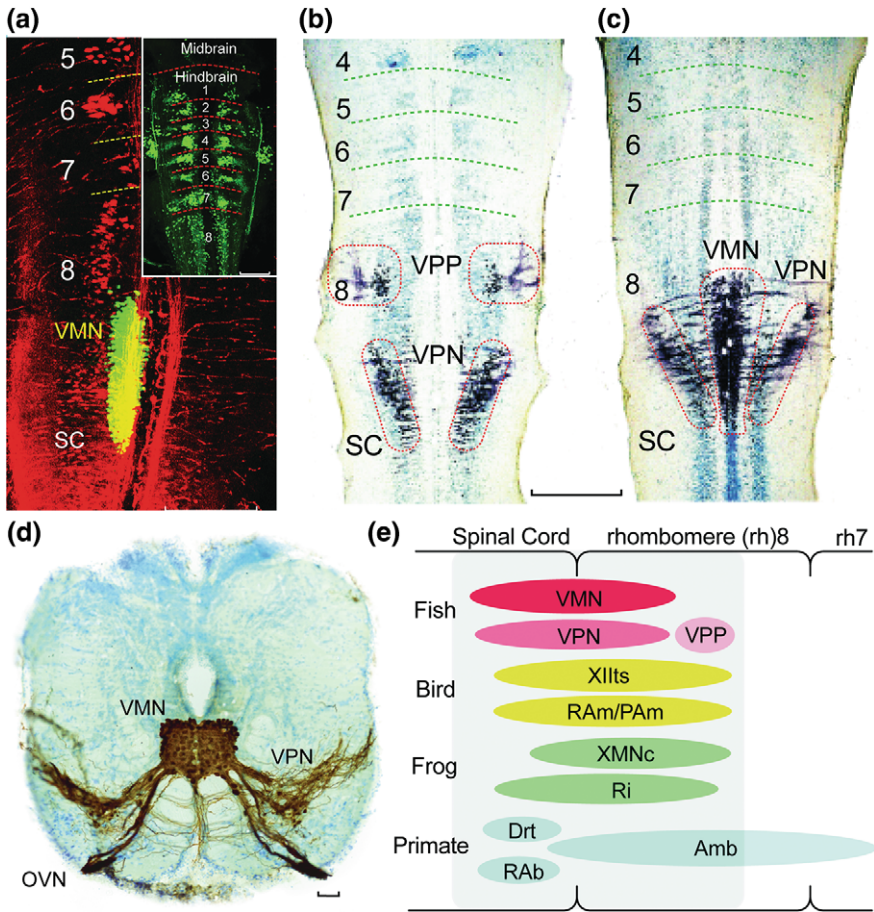 (a)
5
6
7
8
VMN
SC
Midbrain
Hindbrain
1
2
3
4
5
6
7
8
(b)
4
5
6
7
8
VPP
VPN
SC
(c)
4
5
6
7
8
VMN
VPN
SC
(d)
VMN
VPN
OVN
(e)
Spinal Cord rhombomere (rh)8 rh7
Fish
VMN
VPN VPP
Bird
XIIts
RAm/PAm
Frog
XMNc
Ri
Primate
Drt
Amb
RAb